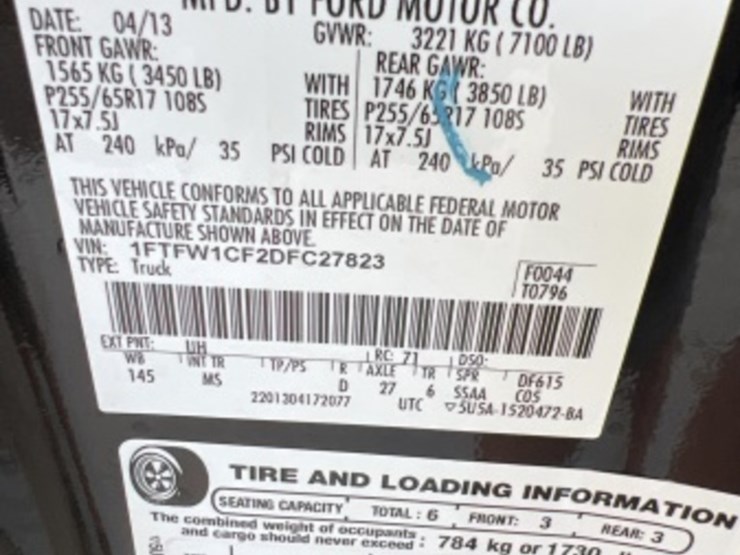 MFD. BY FORD MOTOR CO.
DATE: 04/13 GVWR: 3221 KG ( 7100 LB)
FRONT GAWR: REAR GAWR:
1565 KG ( 3450 LB) WITH 1746 KG ( 3850 LB) WITH
P255/65R17 108S TIRES P255/65R17 108S TIRES
17x7.5J RIMS 17x7.5J RIMS
AT 240 kPa/ 35 PSI COLD AT 240 kPa/ 35 PSI COLD
THIS VEHICLE CONFORMS TO ALL APPLICABLE FEDERAL MOTOR
VEHICLE SAFETY STANDARDS IN EFFECT ON THE DATE OF
MANUFACTURE SHOWN ABOVE.
VIN: 1FTFW1CF2DFC27823
TYPE: Truck
F0044
T0796
EXT PNT: UH RC: 71 DSO:
WB INT TR TP/PS R AXLE TR SPR DF615
145 MS D 27 6 SSAA COS
2201304172077 UTC ▽5U5A-1520472-BA
TIRE AND LOADING INFORMATION
SEATING CAPACITY TOTAL : 6 FRONT: 3 REAR: 3
The combined weight of occupants
and cargo should never exceed : 784 kg or 1730